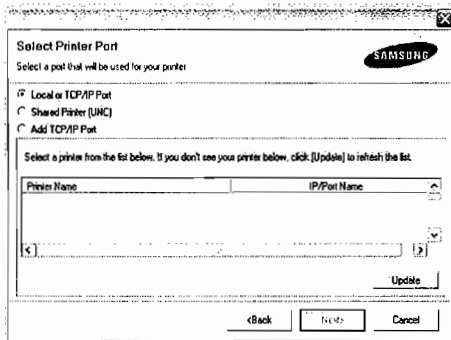 Select Printer Port
Select a port that will be used for your printer
SAMSUNG
Local or TCP/IP Port
Shared Printer (UNC)
Add TCP/IP Port
Select a printer from the list below. If you don't see your printer below, click [Update] to refresh the list.
Printer Name IP/Port Name
Update
<Back Next> Cancel